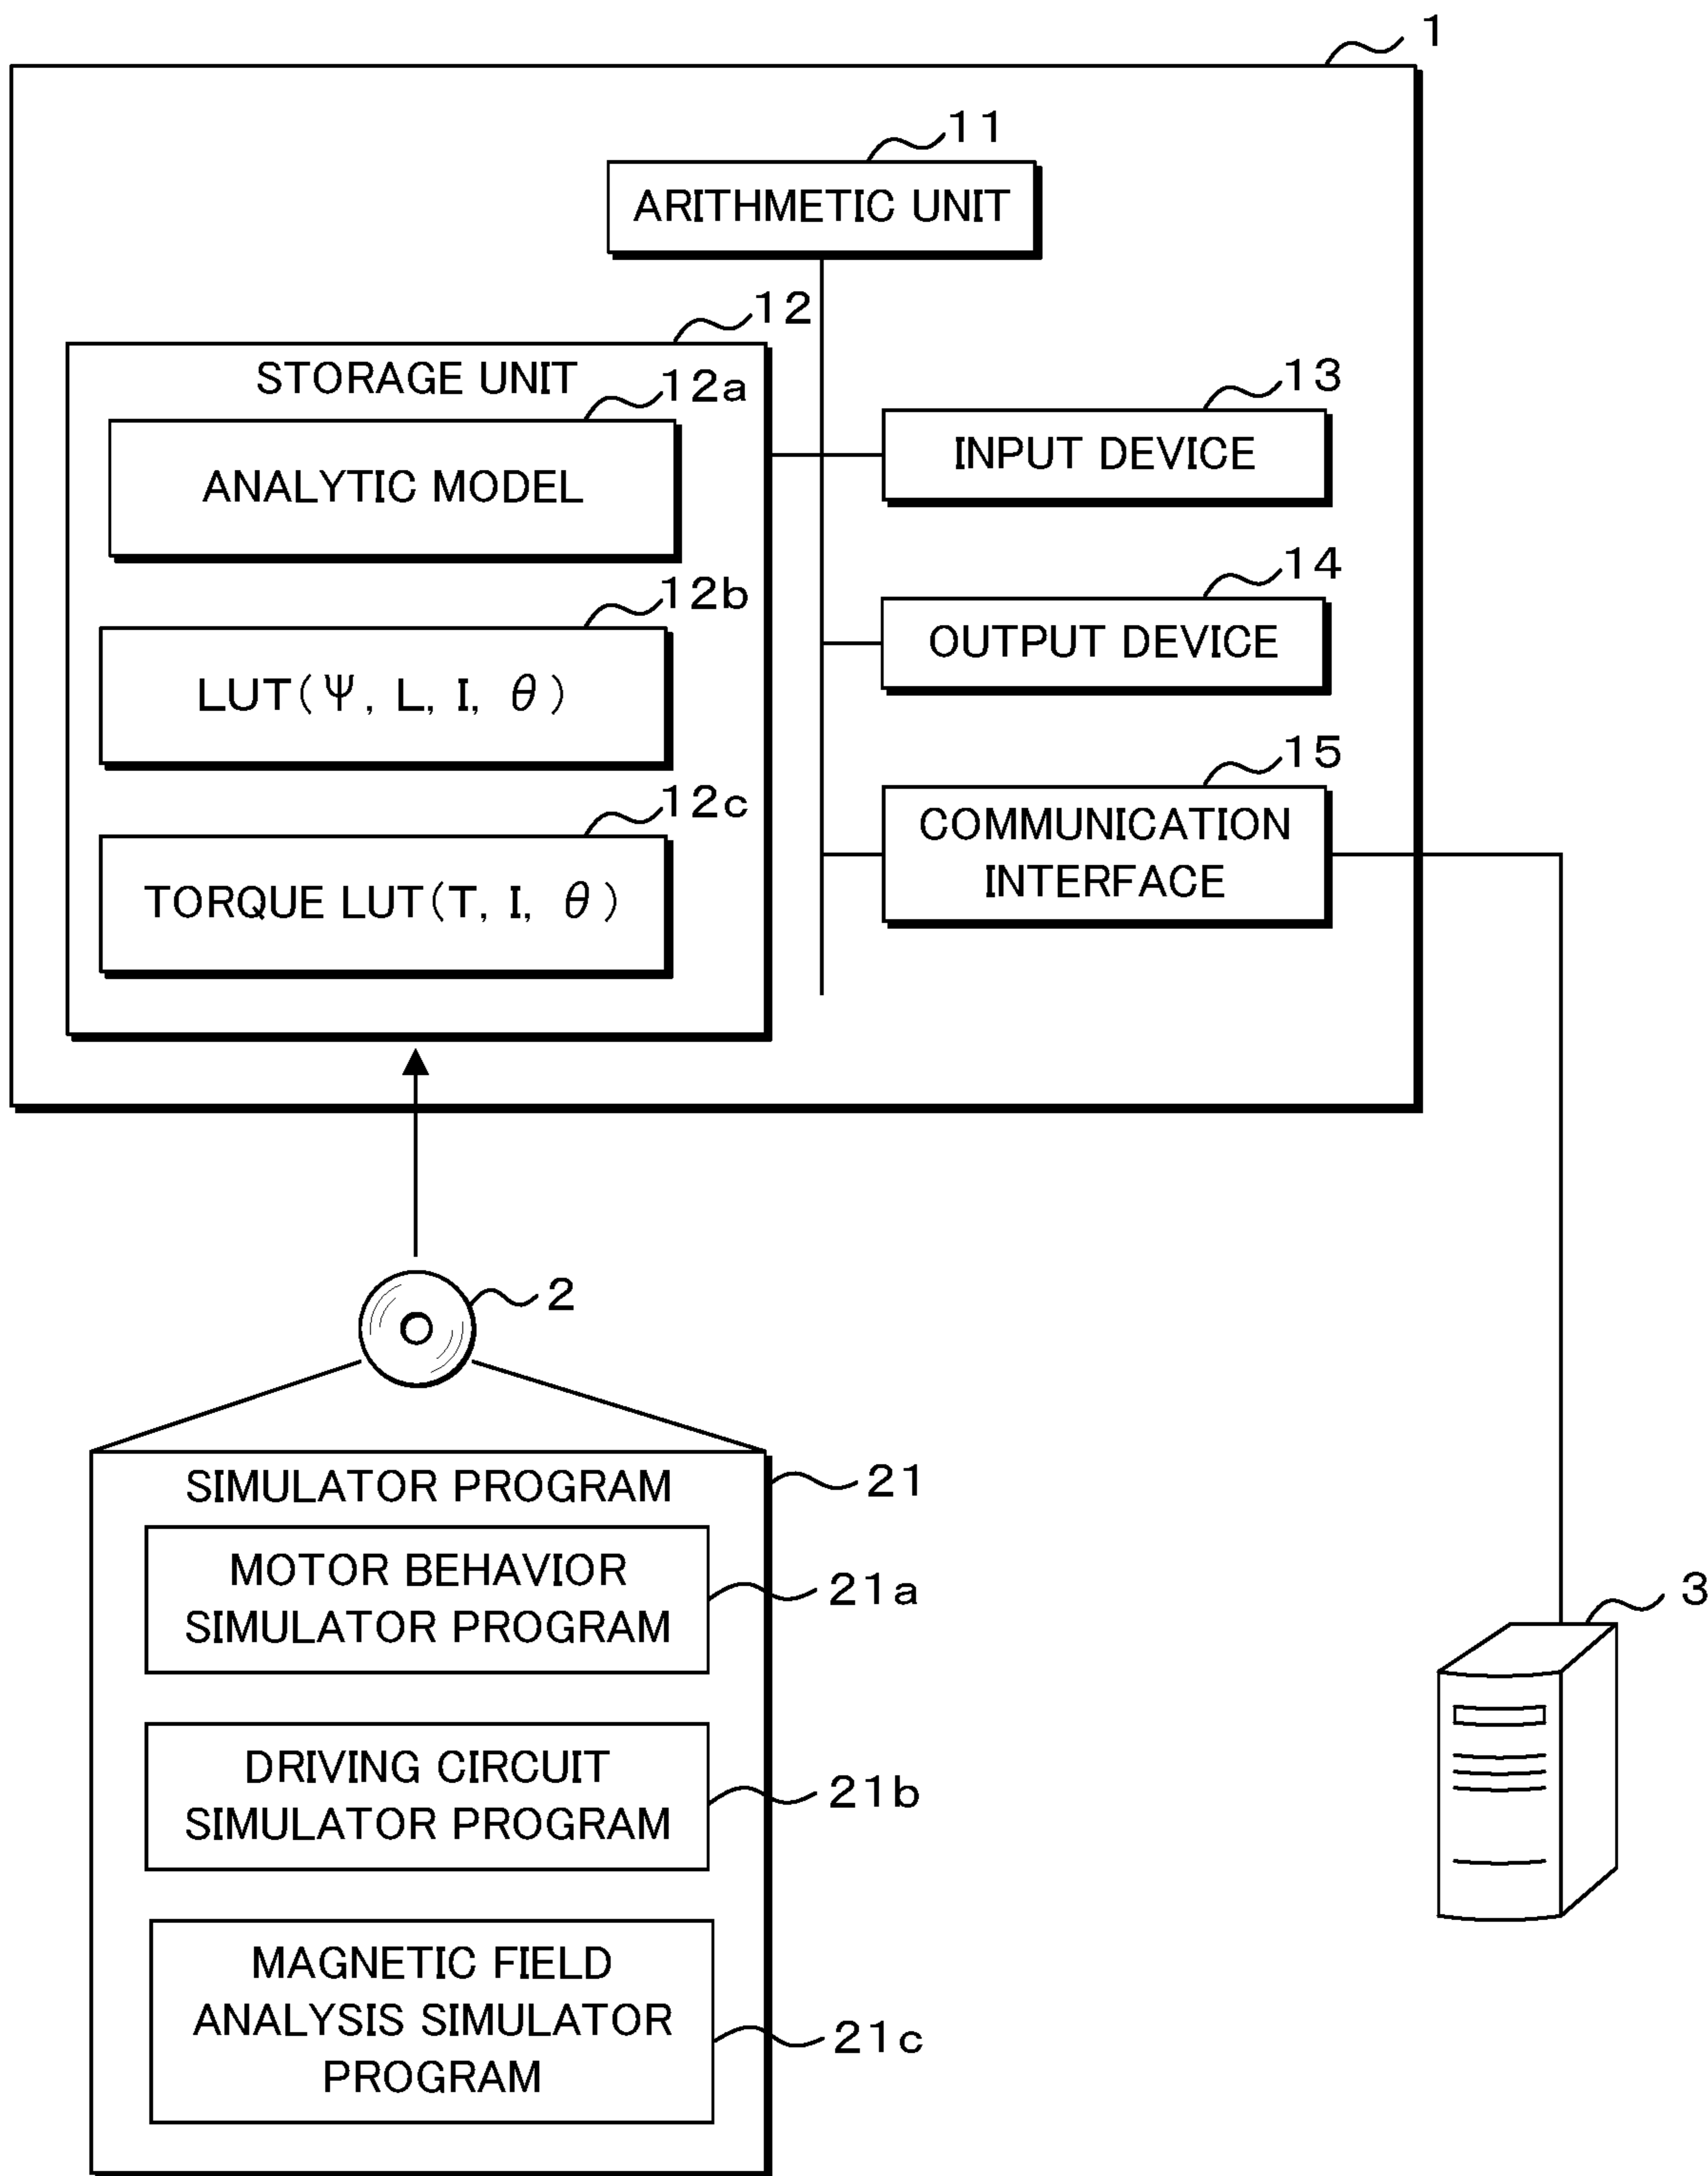 1
11
ARITHMETIC UNIT
12
STORAGE UNIT
12a
ANALYTIC MODEL
12b
LUT(Ψ, L, I, θ)
12c
TORQUE LUT(T, I, θ)
13
INPUT DEVICE
14
OUTPUT DEVICE
15
COMMUNICATION
INTERFACE
2
SIMULATOR PROGRAM
21
MOTOR BEHAVIOR
SIMULATOR PROGRAM
21a
DRIVING CIRCUIT
SIMULATOR PROGRAM
21b
MAGNETIC FIELD
ANALYSIS SIMULATOR
PROGRAM
21c
3